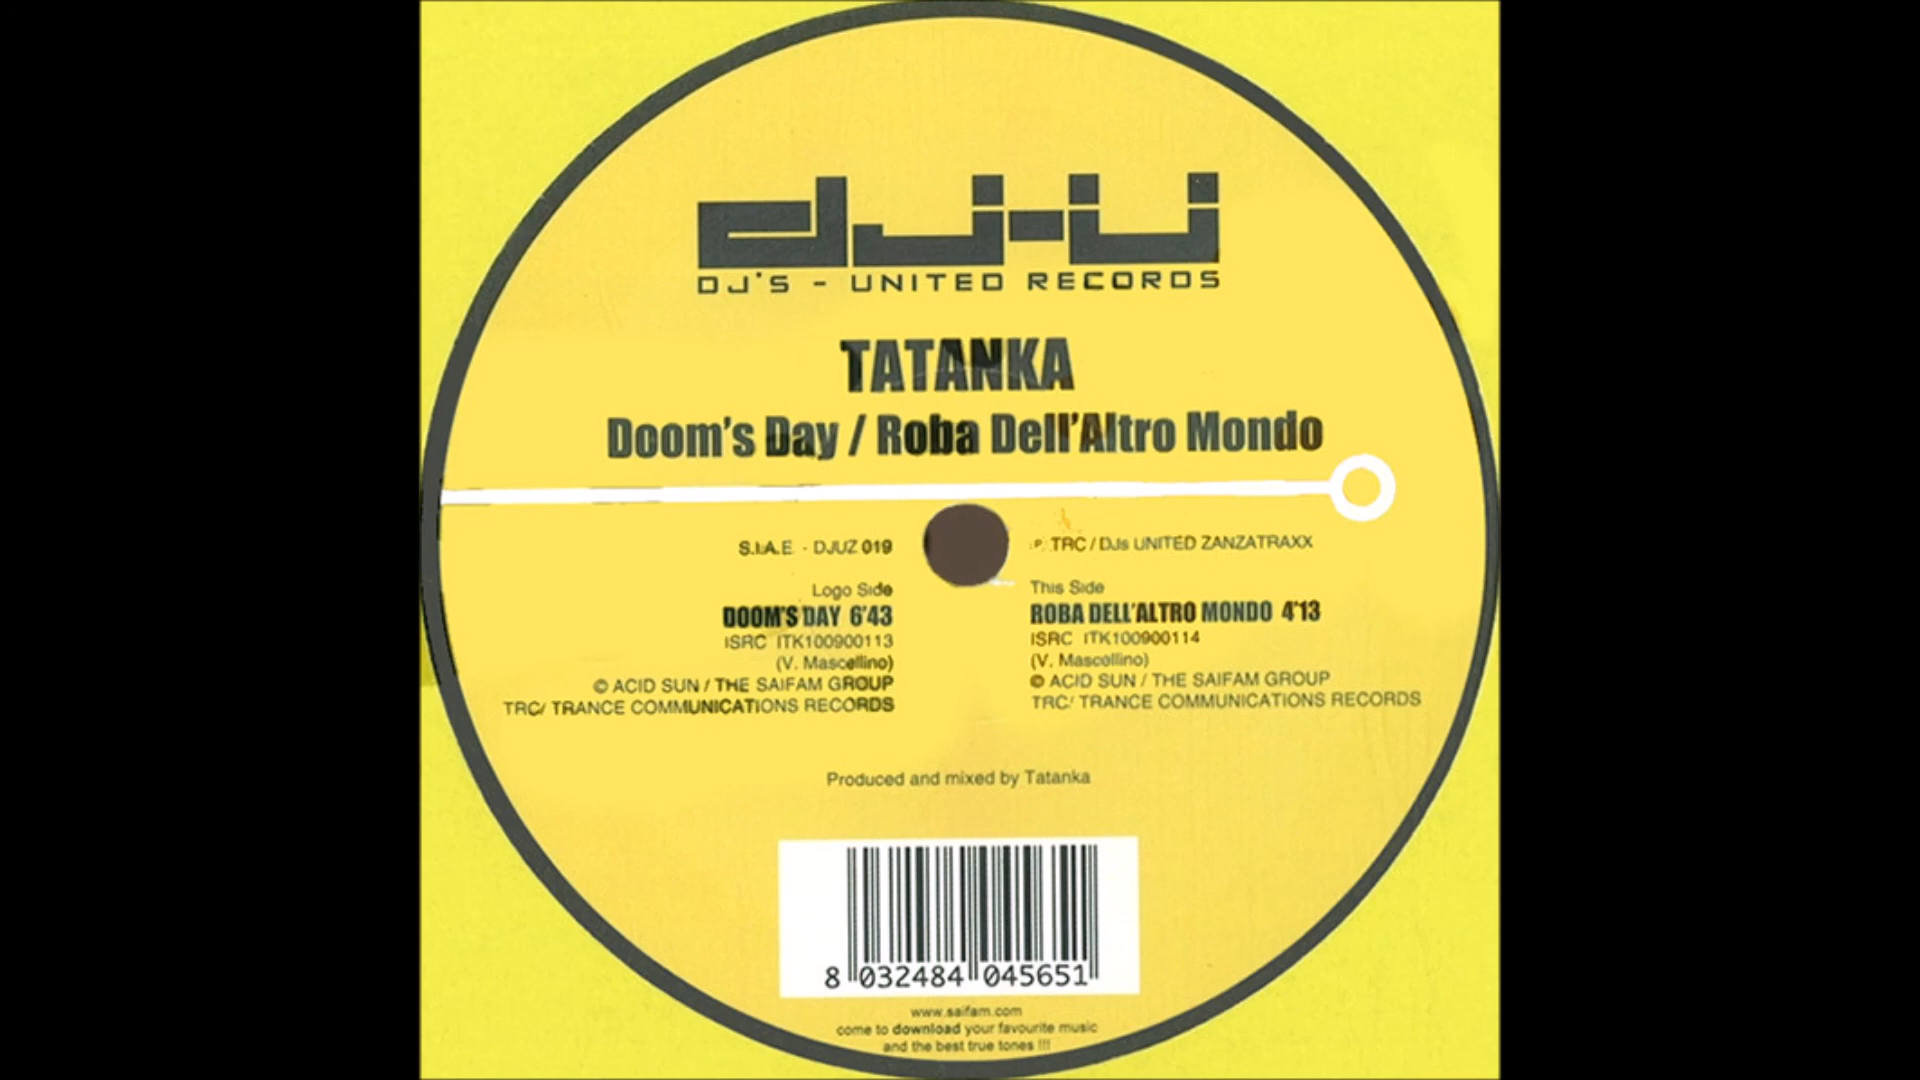 dj-u
DJ'S - UNITED RECORDS
TATANKA
Doom's Day / Roba Dell'Altro Mondo
S.I.A.E. - DJUZ 019
Logo Side
DOOM'S DAY 6'43
ISRC ITK100900113
(V. Mascellino)
© ACID SUN / THE SAIFAM GROUP
TRC/ TRANCE COMMUNICATIONS RECORDS
℗ TRC / DJs UNITED ZANZATRAXX
This Side
ROBA DELL'ALTRO MONDO 4'13
ISRC ITK100900114
(V. Mascellino)
© ACID SUN / THE SAIFAM GROUP
TRC/ TRANCE COMMUNICATIONS RECORDS
Produced and mixed by Tatanka
8 032484 045651
www.saifam.com
come to download your favourite music
and the best true tones !!!